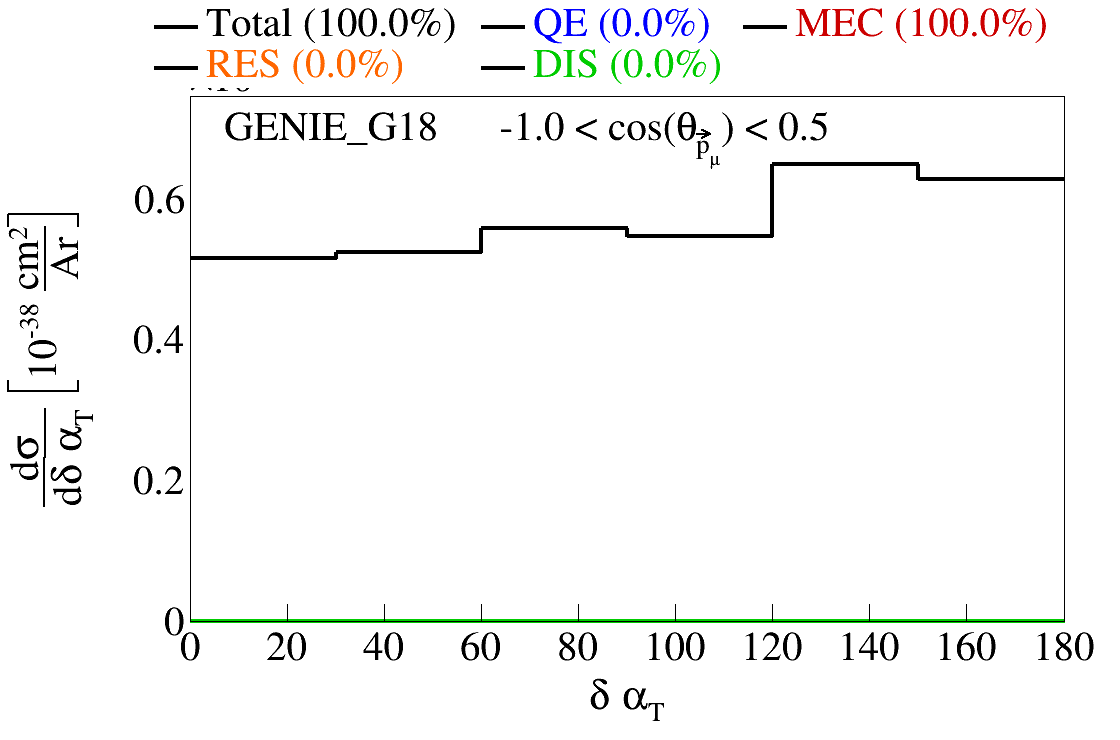 Total (100.0%) QE (0.0%) MEC (100.0%)
RES (0.0%) DIS (0.0%)
GENIE_G18 -1.0 < cos(θ_p⃗_μ) < 0.5
dσ/dδ α_T [10^-38 cm^2/Ar]
0.6
0.4
0.2
0
0 20 40 60 80 100 120 140 160 180
δ α_T